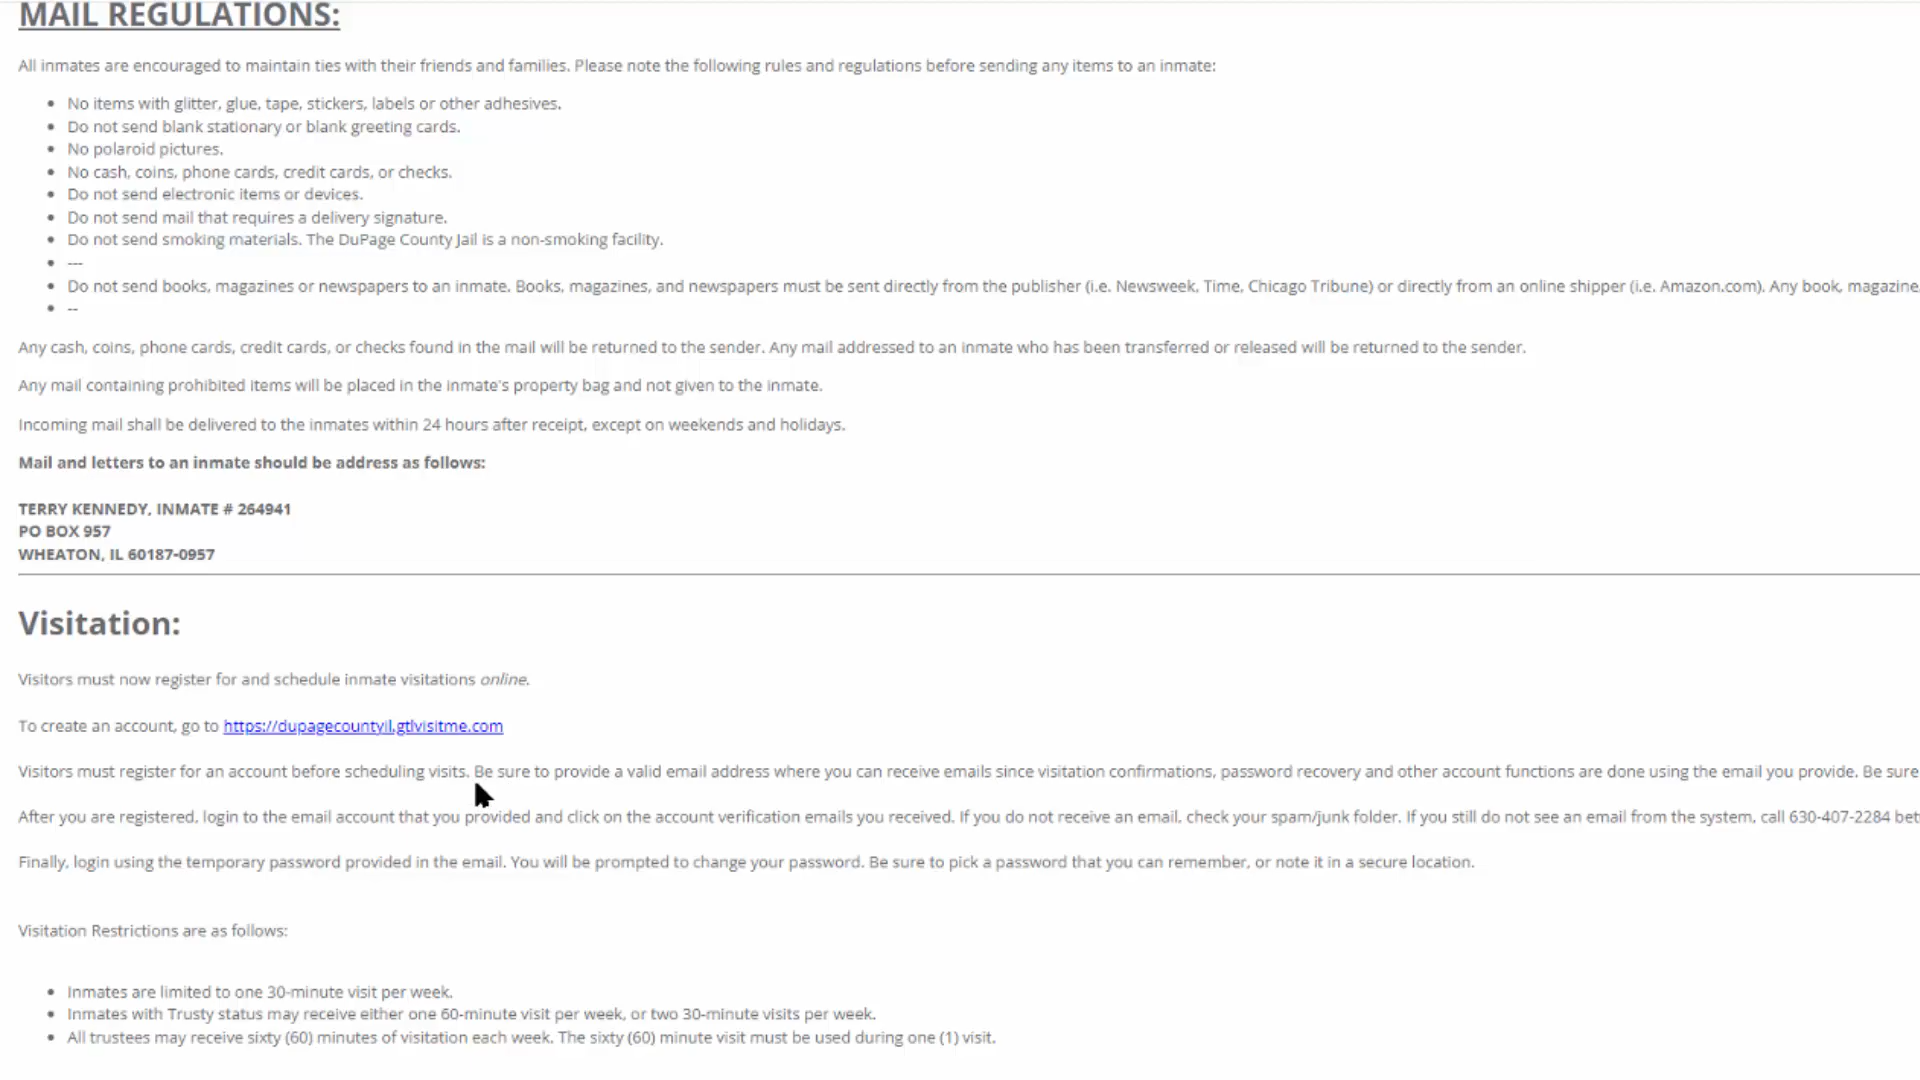 MAIL REGULATIONS:
All inmates are encouraged to maintain ties with their friends and families. Please note the following rules and regulations before sending any items to an inmate:
• No items with glitter, glue, tape, stickers, labels or other adhesives.
• Do not send blank stationary or blank greeting cards.
• No polaroid pictures.
• No cash, coins, phone cards, credit cards, or checks.
• Do not send electronic items or devices.
• Do not send mail that requires a delivery signature.
• Do not send smoking materials. The DuPage County Jail is a non-smoking facility.
• ---
• Do not send books, magazines or newspapers to an inmate. Books, magazines, and newspapers must be sent directly from the publisher (i.e. Newsweek, Time, Chicago Tribune) or directly from an online shipper (i.e. Amazon.com). Any book, magazine,
• --
Any cash, coins, phone cards, credit cards, or checks found in the mail will be returned to the sender. Any mail addressed to an inmate who has been transferred or released will be returned to the sender.
Any mail containing prohibited items will be placed in the inmate's property bag and not given to the inmate.
Incoming mail shall be delivered to the inmates within 24 hours after receipt, except on weekends and holidays.
Mail and letters to an inmate should be address as follows:
TERRY KENNEDY, INMATE # 264941
PO BOX 957
WHEATON, IL 60187-0957
Visitation:
Visitors must now register for and schedule inmate visitations online.
To create an account, go to https://dupagecountyil.gtlvisitme.com
Visitors must register for an account before scheduling visits. Be sure to provide a valid email address where you can receive emails since visitation confirmations, password recovery and other account functions are done using the email you provide. Be sure
After you are registered, login to the email account that you provided and click on the account verification emails you received. If you do not receive an email, check your spam/junk folder. If you still do not see an email from the system, call 630-407-2284 bet
Finally, login using the temporary password provided in the email. You will be prompted to change your password. Be sure to pick a password that you can remember, or note it in a secure location.
Visitation Restrictions are as follows:
• Inmates are limited to one 30-minute visit per week.
• Inmates with Trusty status may receive either one 60-minute visit per week, or two 30-minute visits per week.
• All trustees may receive sixty (60) minutes of visitation each week. The sixty (60) minute visit must be used during one (1) visit.